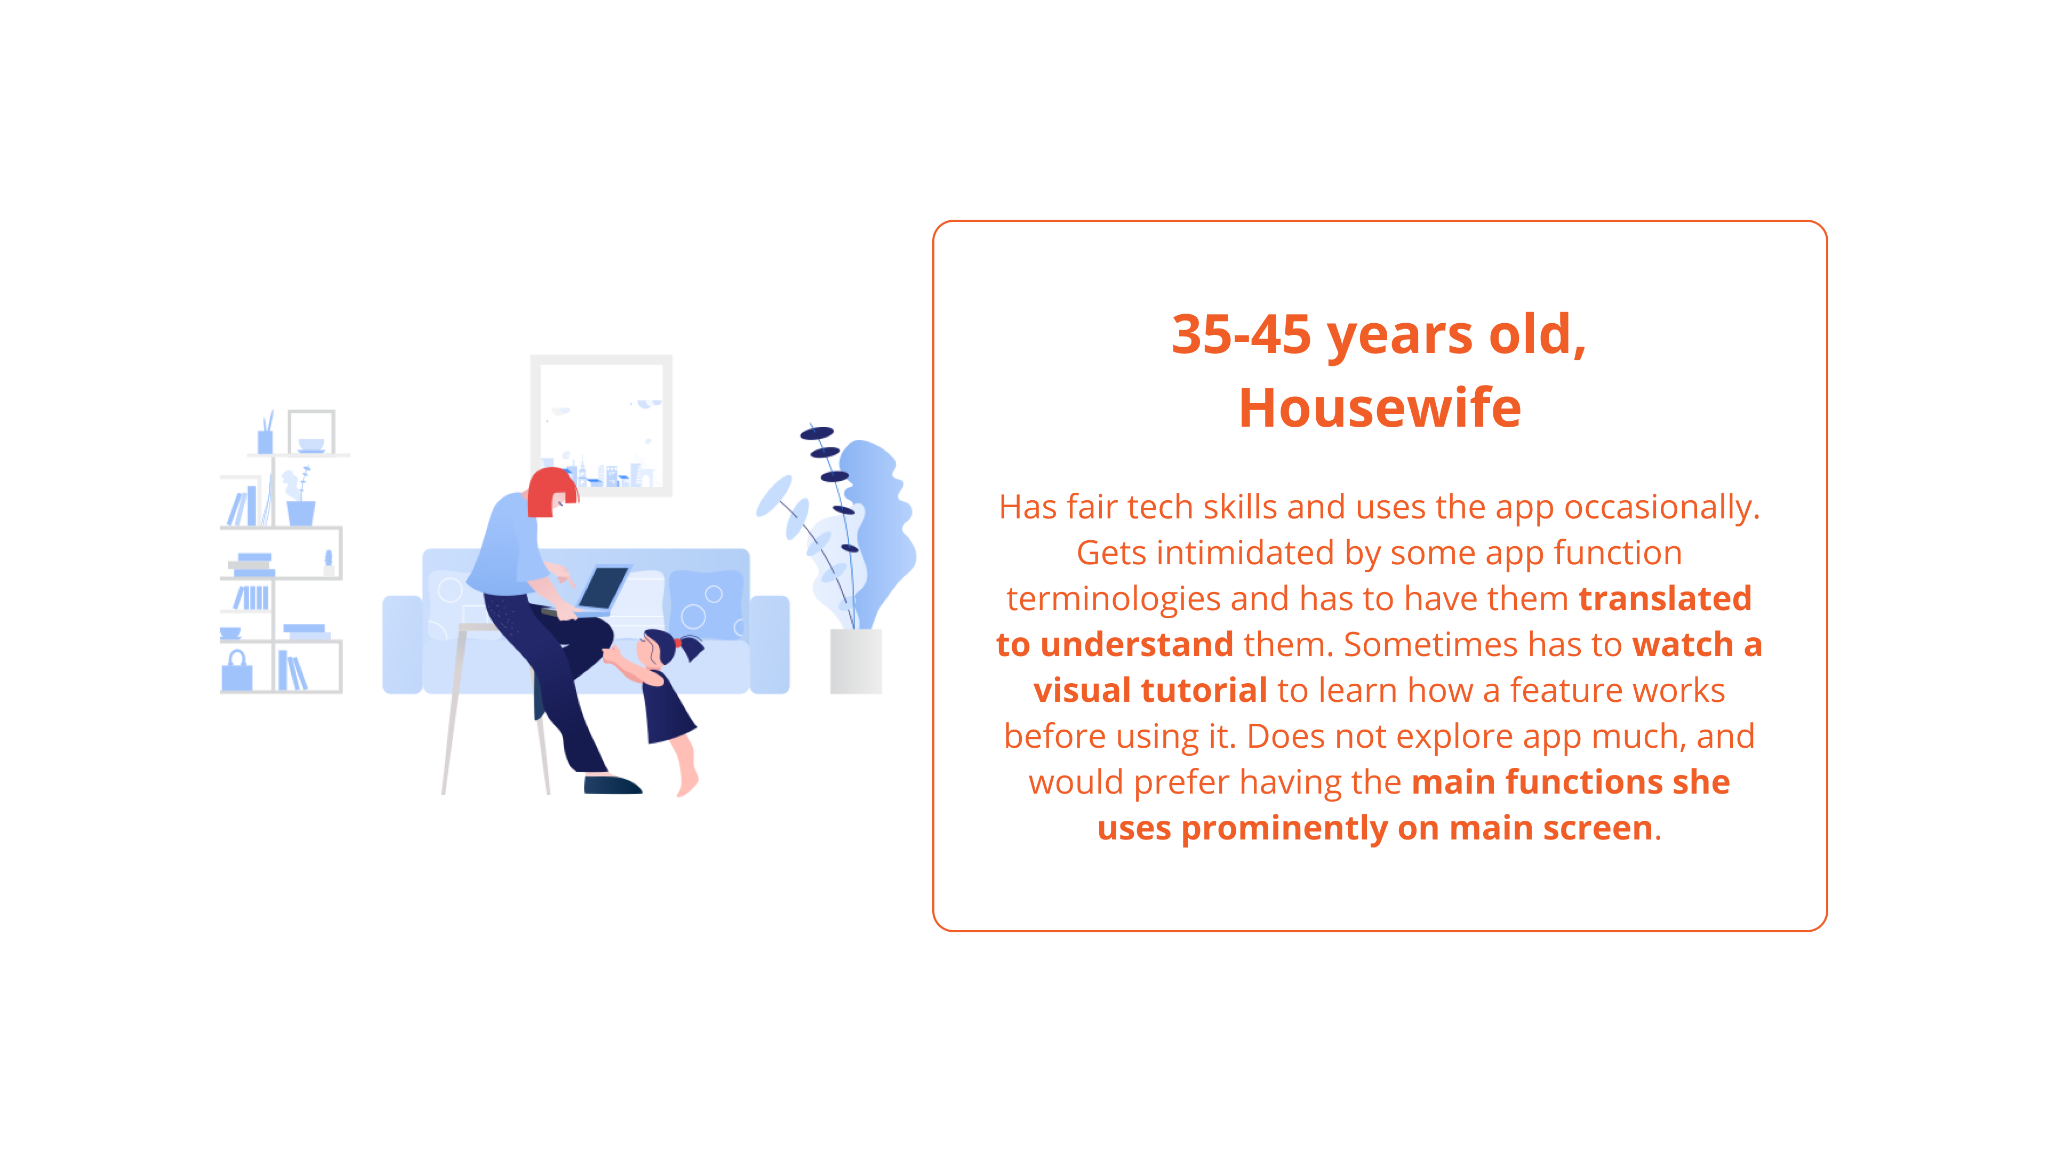 35-45 years old,
Housewife
Has fair tech skills and uses the app occasionally.
Gets intimidated by some app function
terminologies and has to have them translated
to understand them. Sometimes has to watch a
visual tutorial to learn how a feature works
before using it. Does not explore app much, and
would prefer having the main functions she
uses prominently on main screen.